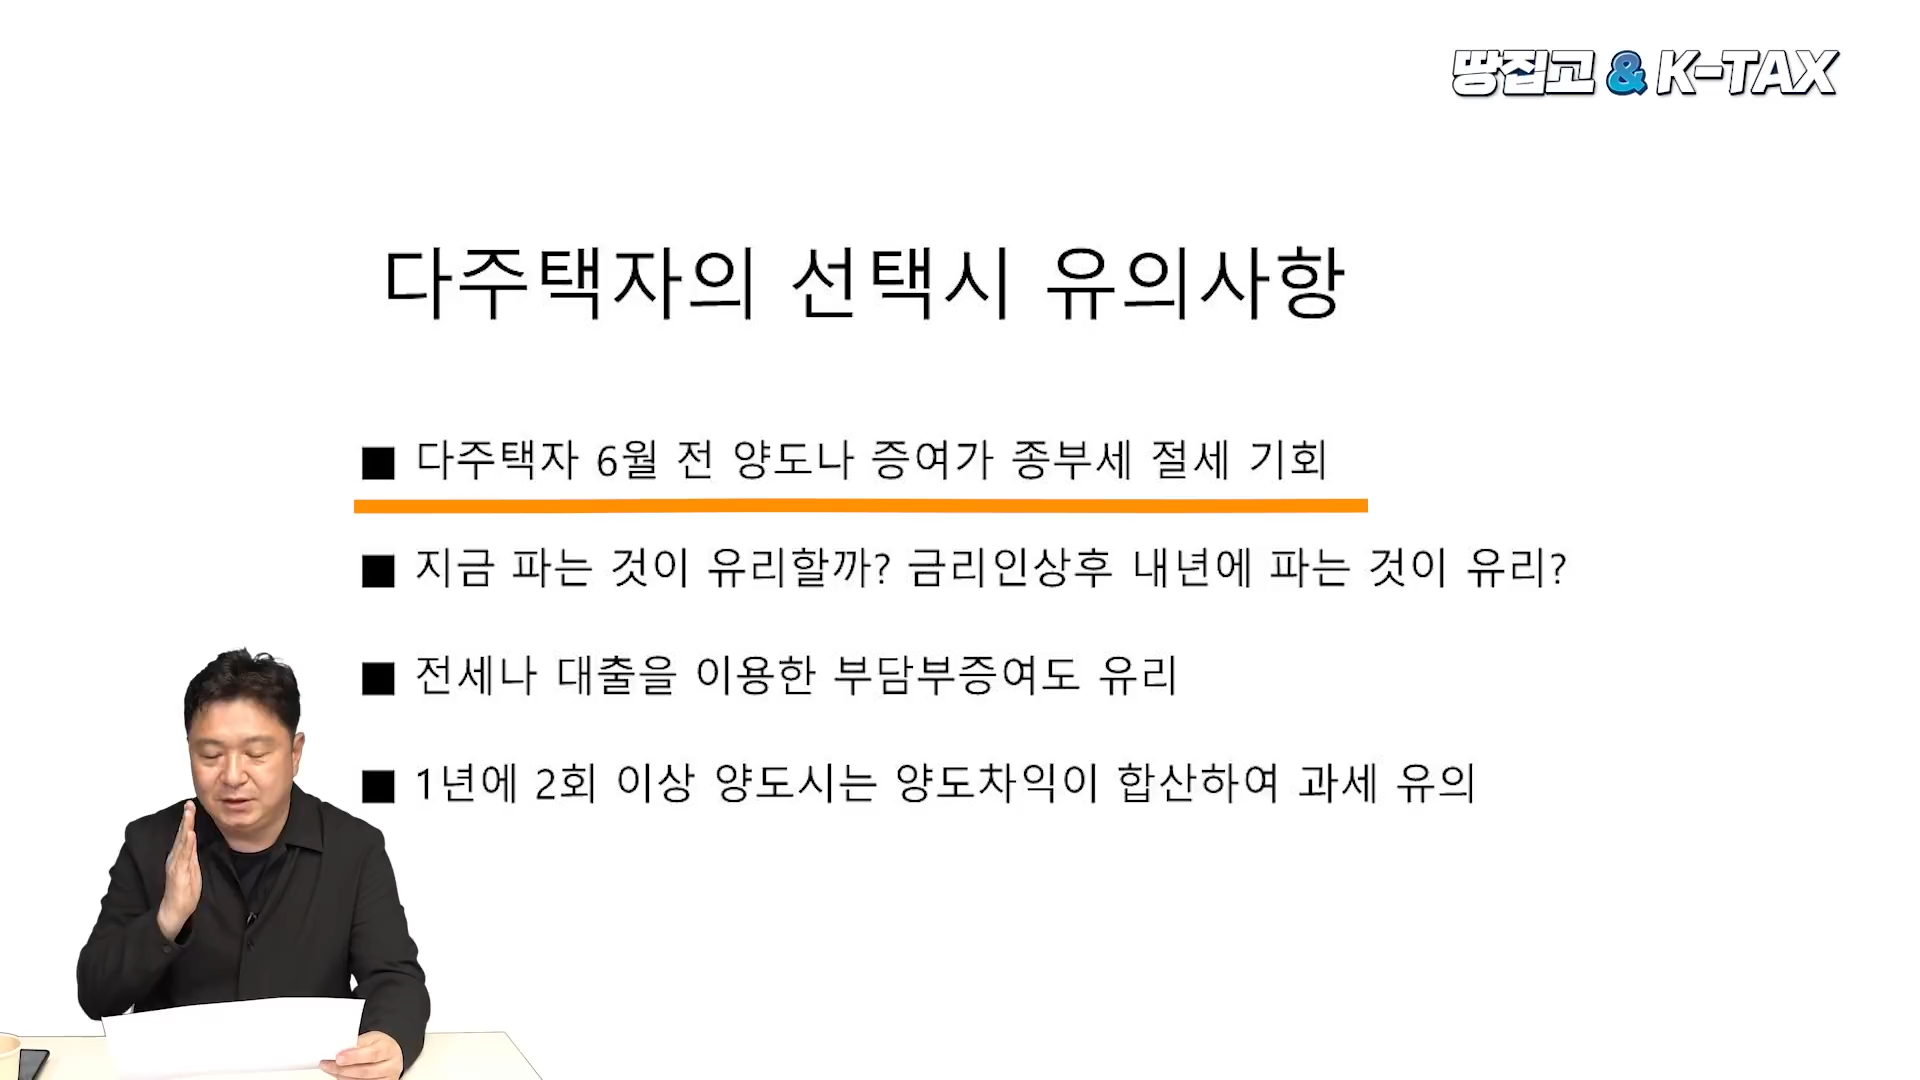 땅집고 & K-TAX
다주택자의 선택시 유의사항
■ 다주택자 6월 전 양도나 증여가 종부세 절세 기회
■ 지금 파는 것이 유리할까? 금리인상후 내년에 파는 것이 유리?
■ 전세나 대출을 이용한 부담부증여도 유리
■ 1년에 2회 이상 양도시는 양도차익이 합산하여 과세 유의